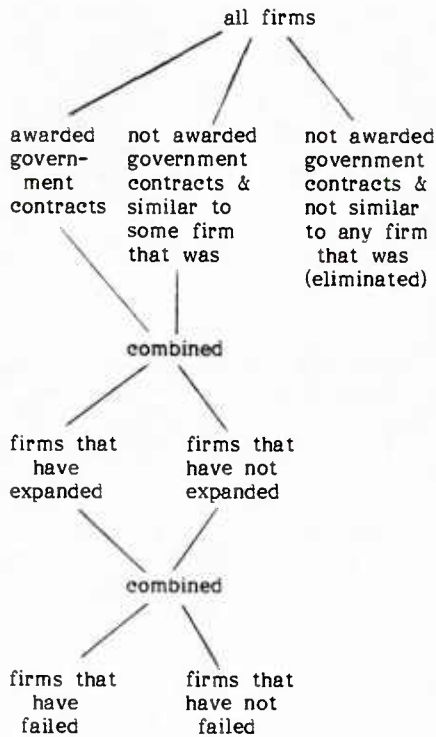 all firms
awarded
govern-
ment
contracts
not awarded
government
contracts &
similar to
some firm
that was
not awarded
government
contracts &
not similar
to any firm
that was
(eliminated)
combined
firms that
have
expanded
firms that
have not
expanded
combined
firms that
have
failed
firms that
have not
failed